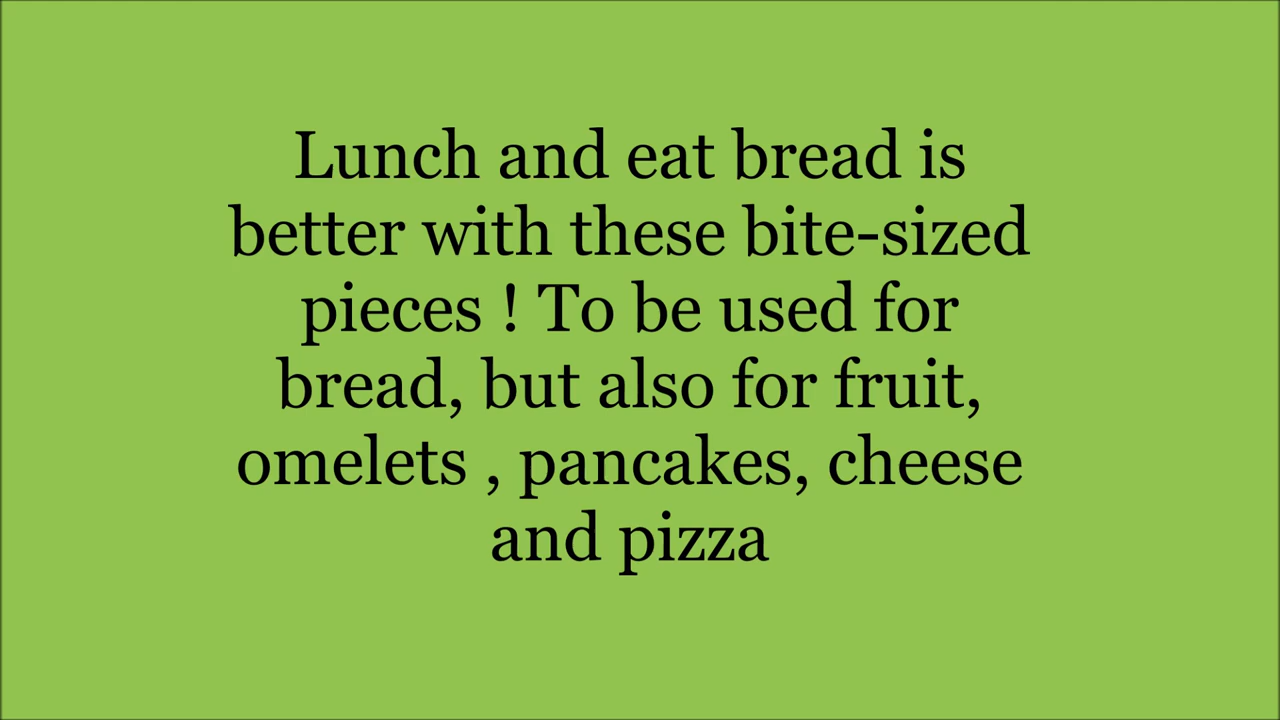 Lunch and eat bread is
better with these bite-sized
pieces ! To be used for
bread, but also for fruit,
omelets , pancakes, cheese
and pizza